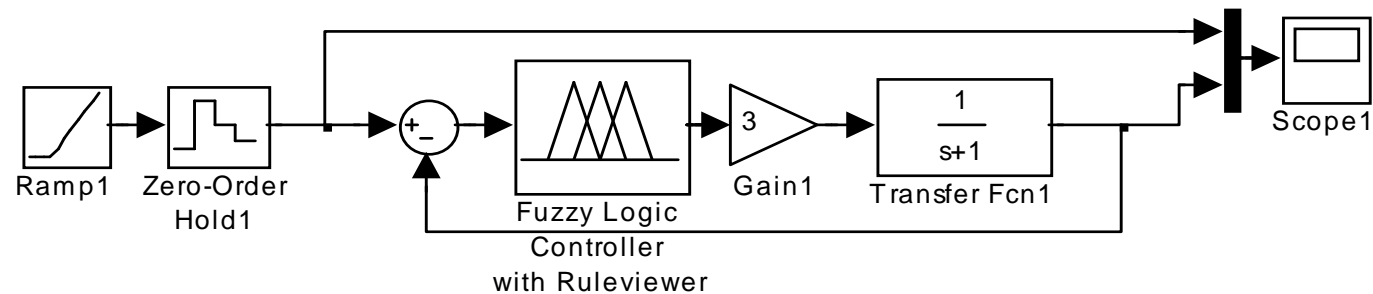 Ramp1
Zero-Order
Hold1
+
−
Fuzzy Logic
Controller
with Ruleviewer
3
Gain1
1
s+1
Transfer Fcn1
Scope1